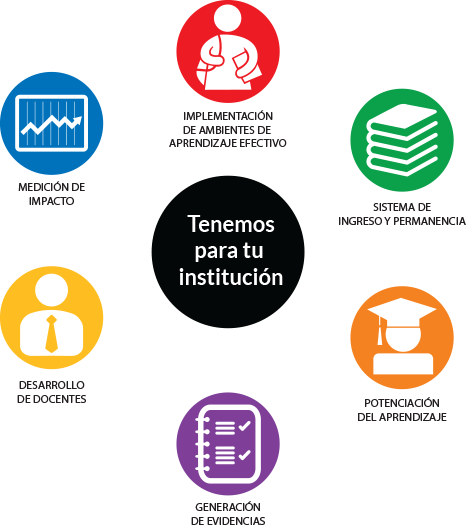 IMPLEMENTACIÓN
DE AMBIENTES DE
APRENDIZAJE EFECTIVO
MEDICIÓN DE
IMPACTO
SISTEMA DE
INGRESO Y PERMANENCIA
Tenemos
para tu
institución
DESARROLLO
DE DOCENTES
POTENCIACIÓN
DEL APRENDIZAJE
GENERACIÓN
DE EVIDENCIAS